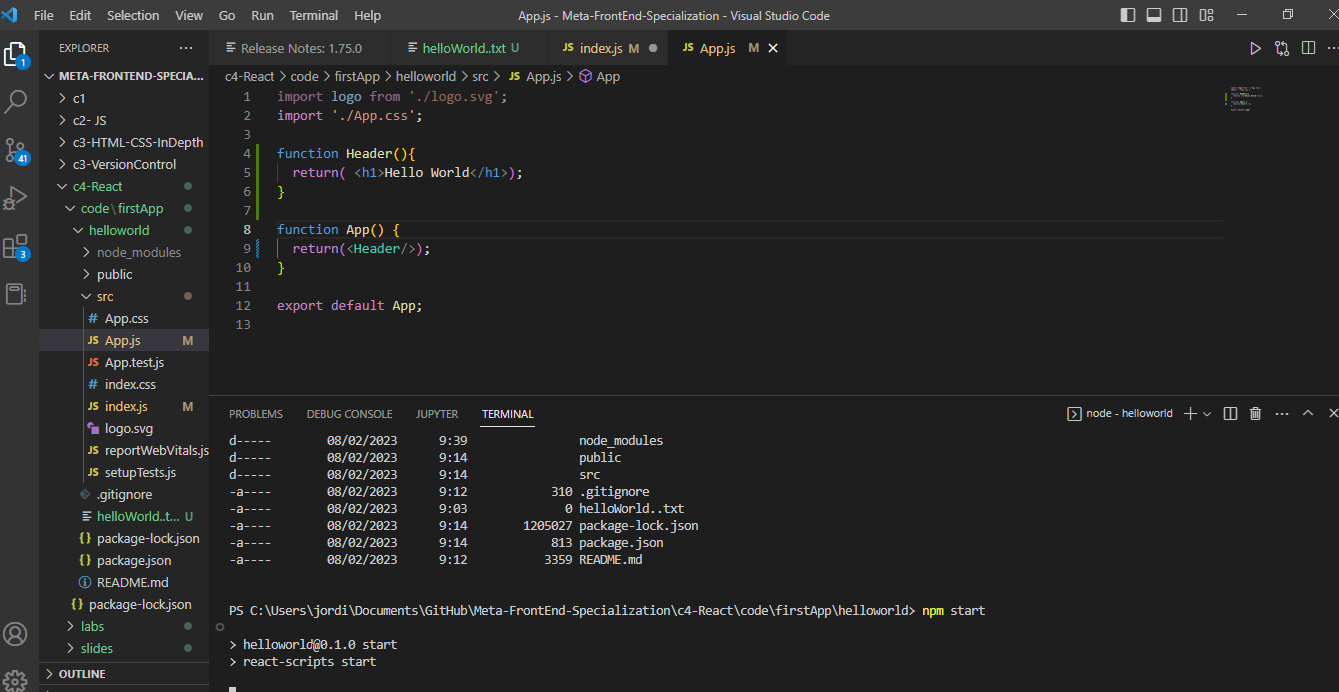 File Edit Selection View Go Run Terminal Help
App.js - Meta-FrontEnd-Specialization - Visual Studio Code
EXPLORER
META-FRONTEND-SPECIA...
c1
c2- JS
c3-HTML-CSS-InDepth
c3-VersionControl
c4-React
code\firstApp
helloworld
node_modules
public
src
# App.css
JS App.js M
JS App.test.js
# index.css
JS index.js M
logo.svg
JS reportWebVitals.js
JS setupTests.js
.gitignore
helloWorld..t... U
{} package-lock.json
{} package.json
README.md
{} package-lock.json
labs
slides
OUTLINE
1
41
3
Release Notes: 1.75.0
helloWorld..txt U
JS index.js M
JS App.js M
c4-React > code > firstApp > helloworld > src > JS App.js > App
1 import logo from './logo.svg';
2 import './App.css';
3
4 function Header(){
5 return( <h1>Hello World</h1>);
6 }
7
8 function App() {
9 return(<Header/>);
10 }
11
12 export default App;
13
PROBLEMS DEBUG CONSOLE JUPYTER TERMINAL
node - helloworld
d----- 08/02/2023 9:39 node_modules
d----- 08/02/2023 9:14 public
d----- 08/02/2023 9:14 src
-a---- 08/02/2023 9:12 310 .gitignore
-a---- 08/02/2023 9:03 0 helloWorld..txt
-a---- 08/02/2023 9:14 1205027 package-lock.json
-a---- 08/02/2023 9:14 813 package.json
-a---- 08/02/2023 9:12 3359 README.md
PS C:\Users\jordi\Documents\GitHub\Meta-FrontEnd-Specialization\c4-React\code\firstApp\helloworld> npm start
> helloworld@0.1.0 start
> react-scripts start